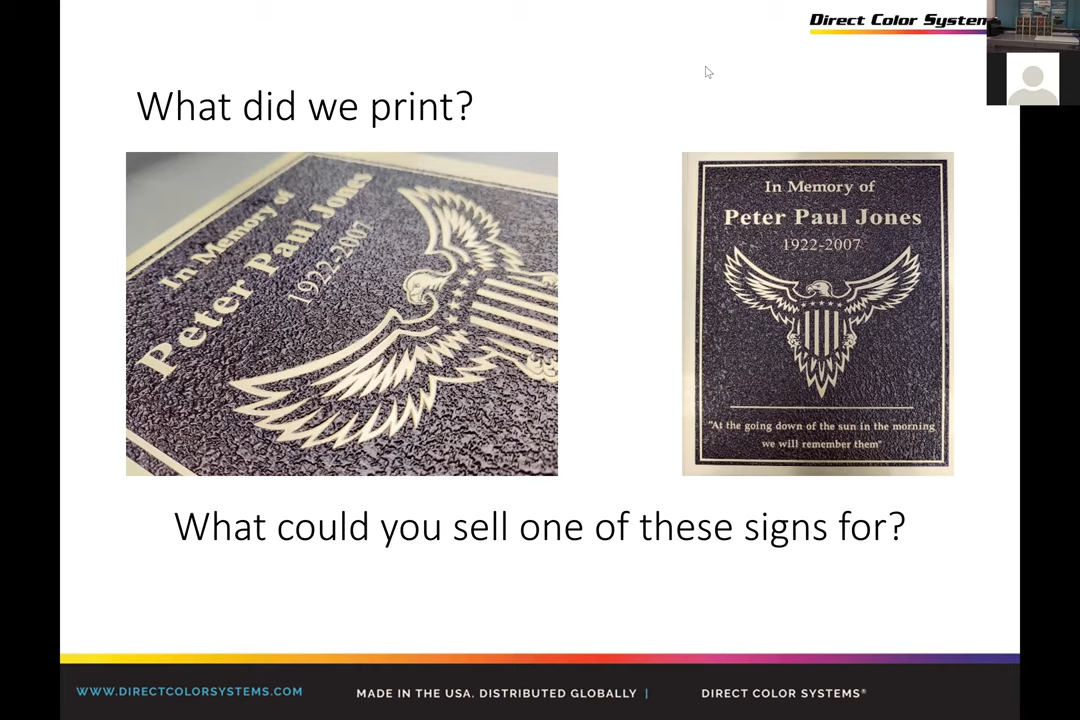 Direct Color System
What did we print?
In Memory of
Peter Paul Jones
1922-2007
In Memory of
Peter Paul Jones
1922-2007
"At the going down of the sun in the morning
we will remember them"
What could you sell one of these signs for?
WWW.DIRECTCOLORSYSTEMS.COM
MADE IN THE USA. DISTRIBUTED GLOBALLY |
DIRECT COLOR SYSTEMS®